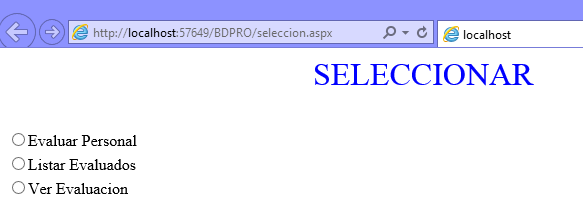 http://localhost:57649/BDPRO/seleccion.aspx
localhost
SELECCIONAR
Evaluar Personal
Listar Evaluados
Ver Evaluacion